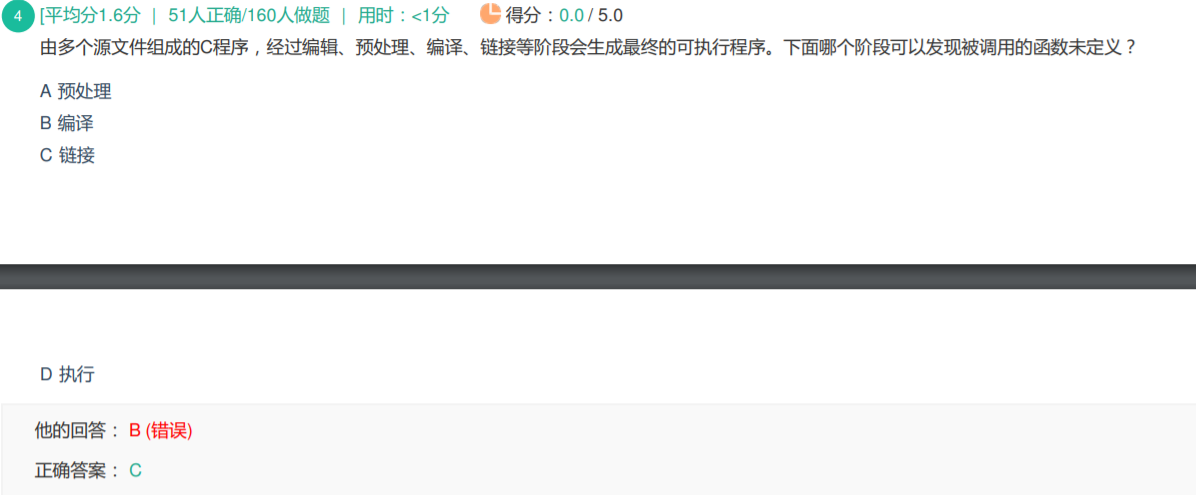 4 [平均分1.6分 | 51人正确/160人做题 | 用时：<1分 得分：0.0 / 5.0
由多个源文件组成的C程序，经过编辑、预处理、编译、链接等阶段会生成最终的可执行程序。下面哪个阶段可以发现被调用的函数未定义？
A 预处理
B 编译
C 链接
D 执行
他的回答： B (错误)
正确答案： C